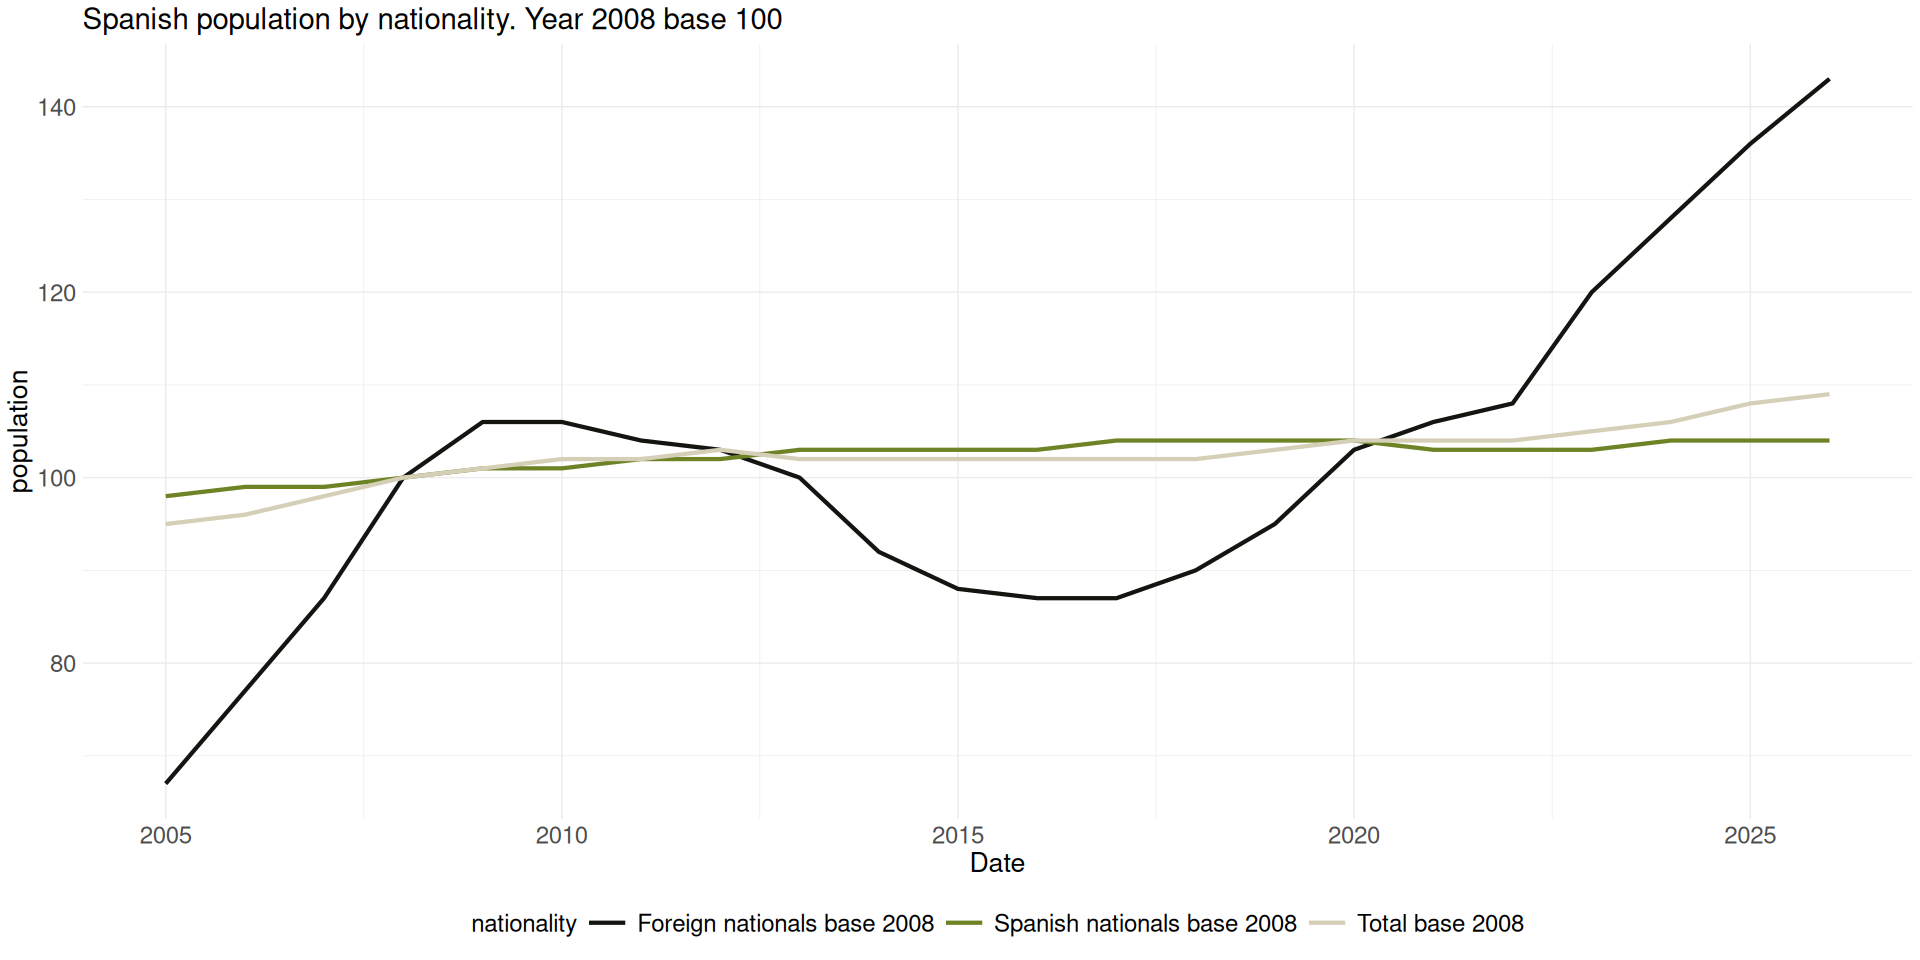 Spanish population by nationality. Year 2008 base 100
140
120
100
80
population
2005 2010 2015 2020 2025
Date
nationality Foreign nationals base 2008 Spanish nationals base 2008 Total base 2008